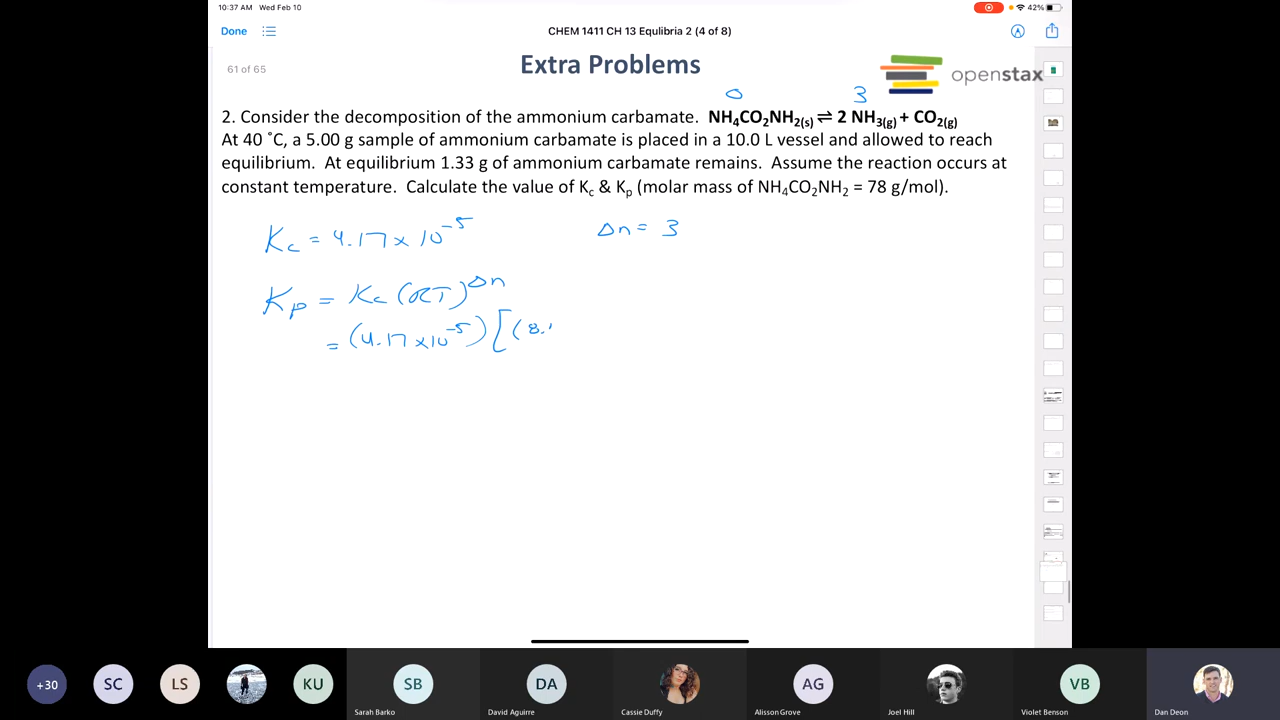 10:37 AM Wed Feb 10
42%
Done
CHEM 1411 CH 13 Equlibria 2 (4 of 8)
61 of 65
Extra Problems
openstax
0 3
2. Consider the decomposition of the ammonium carbamate. NH₄CO₂NH₂(s) ⇌ 2 NH₃(g) + CO₂(g)
At 40 ˚C, a 5.00 g sample of ammonium carbamate is placed in a 10.0 L vessel and allowed to reach
equilibrium. At equilibrium 1.33 g of ammonium carbamate remains. Assume the reaction occurs at
constant temperature. Calculate the value of Kc & Kp (molar mass of NH₄CO₂NH₂ = 78 g/mol).
Kc = 4.17 x 10⁻⁵ Δn = 3
Kp = Kc (RT)^Δn
= (4.17 x 10⁻⁵) [(8.
+30
SC
LS
KU
SB
Sarah Barko
DA
David Aguirre
Cassie Duffy
AG
Alisson Grove
Joel Hill
VB
Violet Benson
Dan Deon